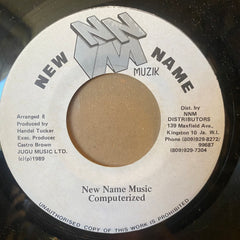 NEW NAME
NNM
MUZIK
Arranged &
Produced by
Handel Tucker
Exec. Producer
Castro Brown
JUGU MUSIC LTD.
(c)(p)1989
Dist. by
NNM
DISTRIBUTORS
139 Maxfield Ave.,
Kingston 10 Ja. W.I.
Phone (809)929-8272/
99687
(809)929-7304
New Name Music
Computerized
UNAUTHORISED COPY OF THIS RECORD IS PROHIBITED